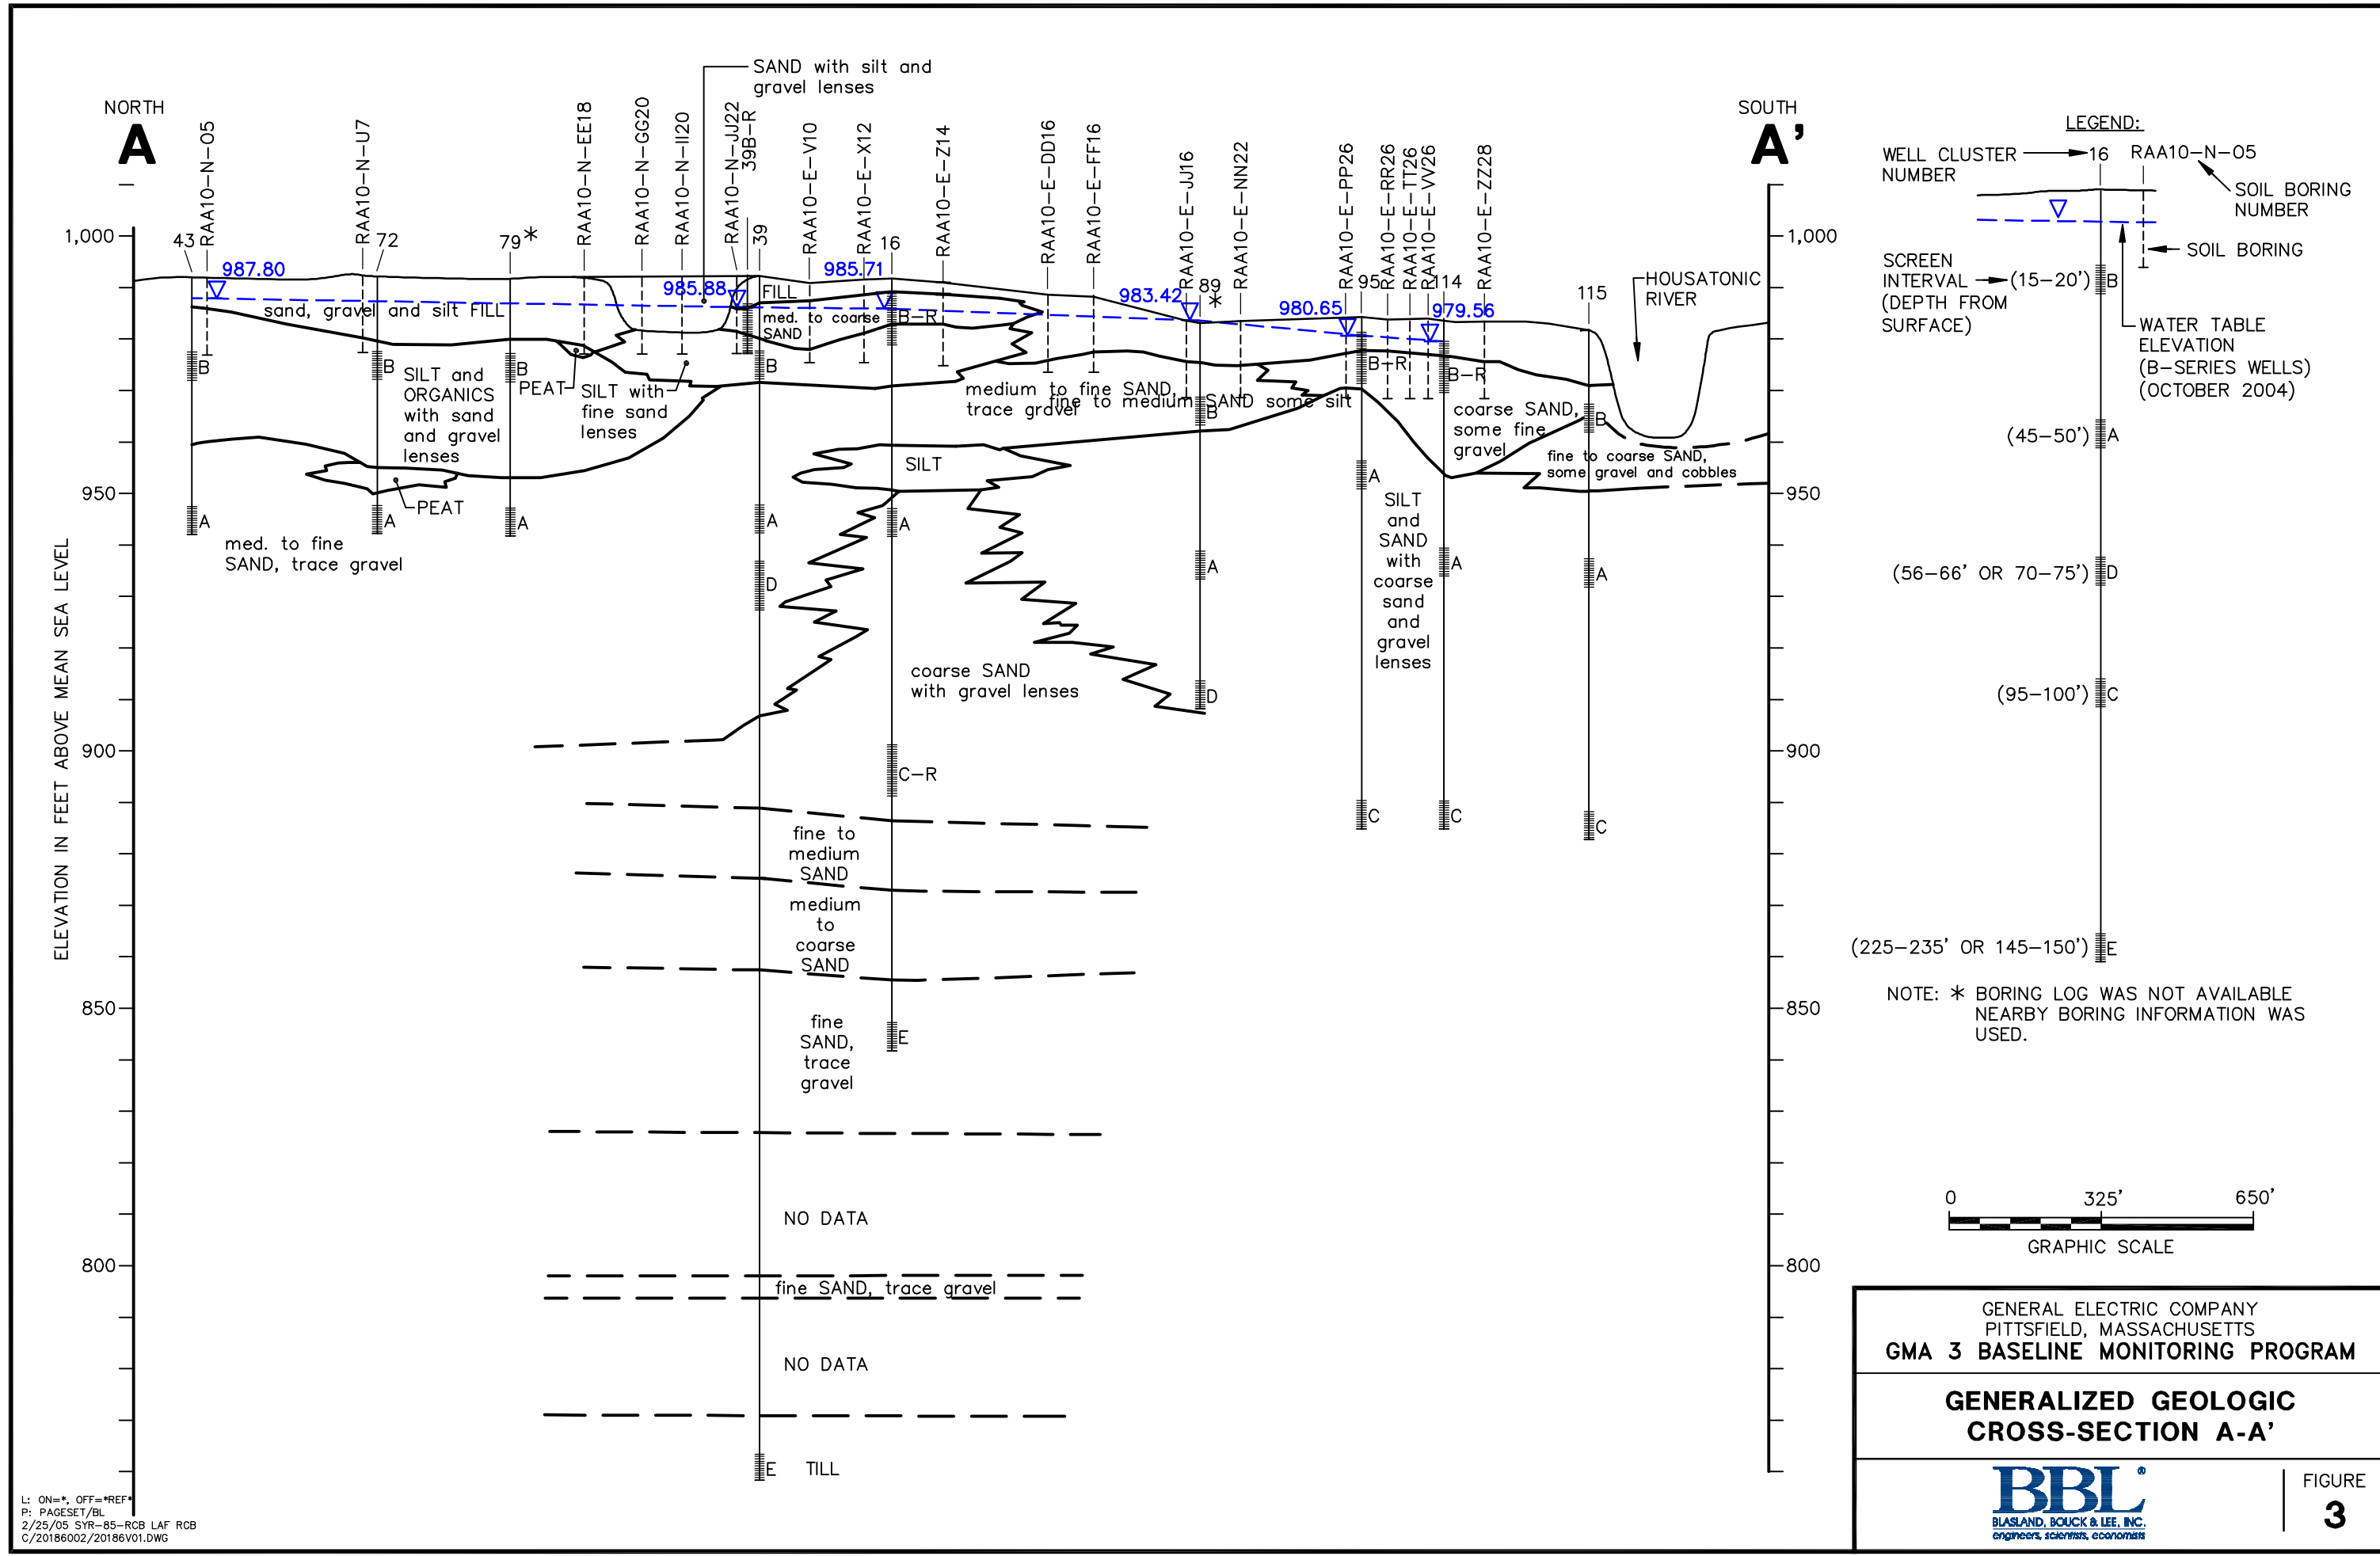 SAND with silt and
gravel lenses
NORTH
A
SOUTH
A'
RAA10-N-O5
RAA10-N-U7
RAA10-N-EE18
RAA10-N-GG20
RAA10-N-II20
RAA10-N-JJ22
39B-R
RAA10-E-V10
RAA10-E-X12
RAA10-E-Z14
RAA10-E-DD16
RAA10-E-FF16
RAA10-E-JJ16
RAA10-E-NN22
RAA10-E-PP26
RAA10-E-RR26
RAA10-E-TT26
RAA10-E-VV26
RAA10-E-ZZ28
43
72
79*
39
16
89
*
95
114
115
1,000
950
900
850
800
1,000
950
900
850
800
ELEVATION IN FEET ABOVE MEAN SEA LEVEL
987.80
985.88
985.71
983.42
980.65
979.56
HOUSATONIC
RIVER
sand, gravel and silt FILL
FILL
med. to coarse
SAND
B-R
B
B
B
B
B
B-R
B-R
B
SILT and
ORGANICS
with sand
and gravel
lenses
PEAT
SILT with
fine sand
lenses
medium to fine SAND,
trace gravel
fine to medium SAND some silt
coarse SAND,
some fine
gravel
fine to coarse SAND,
some gravel and cobbles
SILT
PEAT
A
A
A
A
A
A
A
A
A
D
D
med. to fine
SAND, trace gravel
SILT
and
SAND
with
coarse
sand
and
gravel
lenses
coarse SAND
with gravel lenses
C-R
C
C
C
fine to
medium
SAND
medium
to
coarse
SAND
fine
SAND,
trace
gravel
E
NO DATA
fine SAND, trace gravel
NO DATA
E
TILL
LEGEND:
WELL CLUSTER
NUMBER
16
RAA10-N-O5
SOIL BORING
NUMBER
SOIL BORING
SCREEN
INTERVAL
(DEPTH FROM
SURFACE)
(15-20')
B
WATER TABLE
ELEVATION
(B-SERIES WELLS)
(OCTOBER 2004)
(45-50')
A
(56-66' OR 70-75')
D
(95-100')
C
(225-235' OR 145-150')
E
NOTE: * BORING LOG WAS NOT AVAILABLE
NEARBY BORING INFORMATION WAS
USED.
0
325'
650'
GRAPHIC SCALE
GENERAL ELECTRIC COMPANY
PITTSFIELD, MASSACHUSETTS
GMA 3 BASELINE MONITORING PROGRAM
GENERALIZED GEOLOGIC
CROSS-SECTION A-A'
BBL®
BLASLAND, BOUCK & LEE, INC.
engineers, scientists, economists
FIGURE
3
L: ON=*, OFF=*REF*
P: PAGESET/BL
2/25/05 SYR-85-RCB LAF RCB
C/20186002/20186V01.DWG